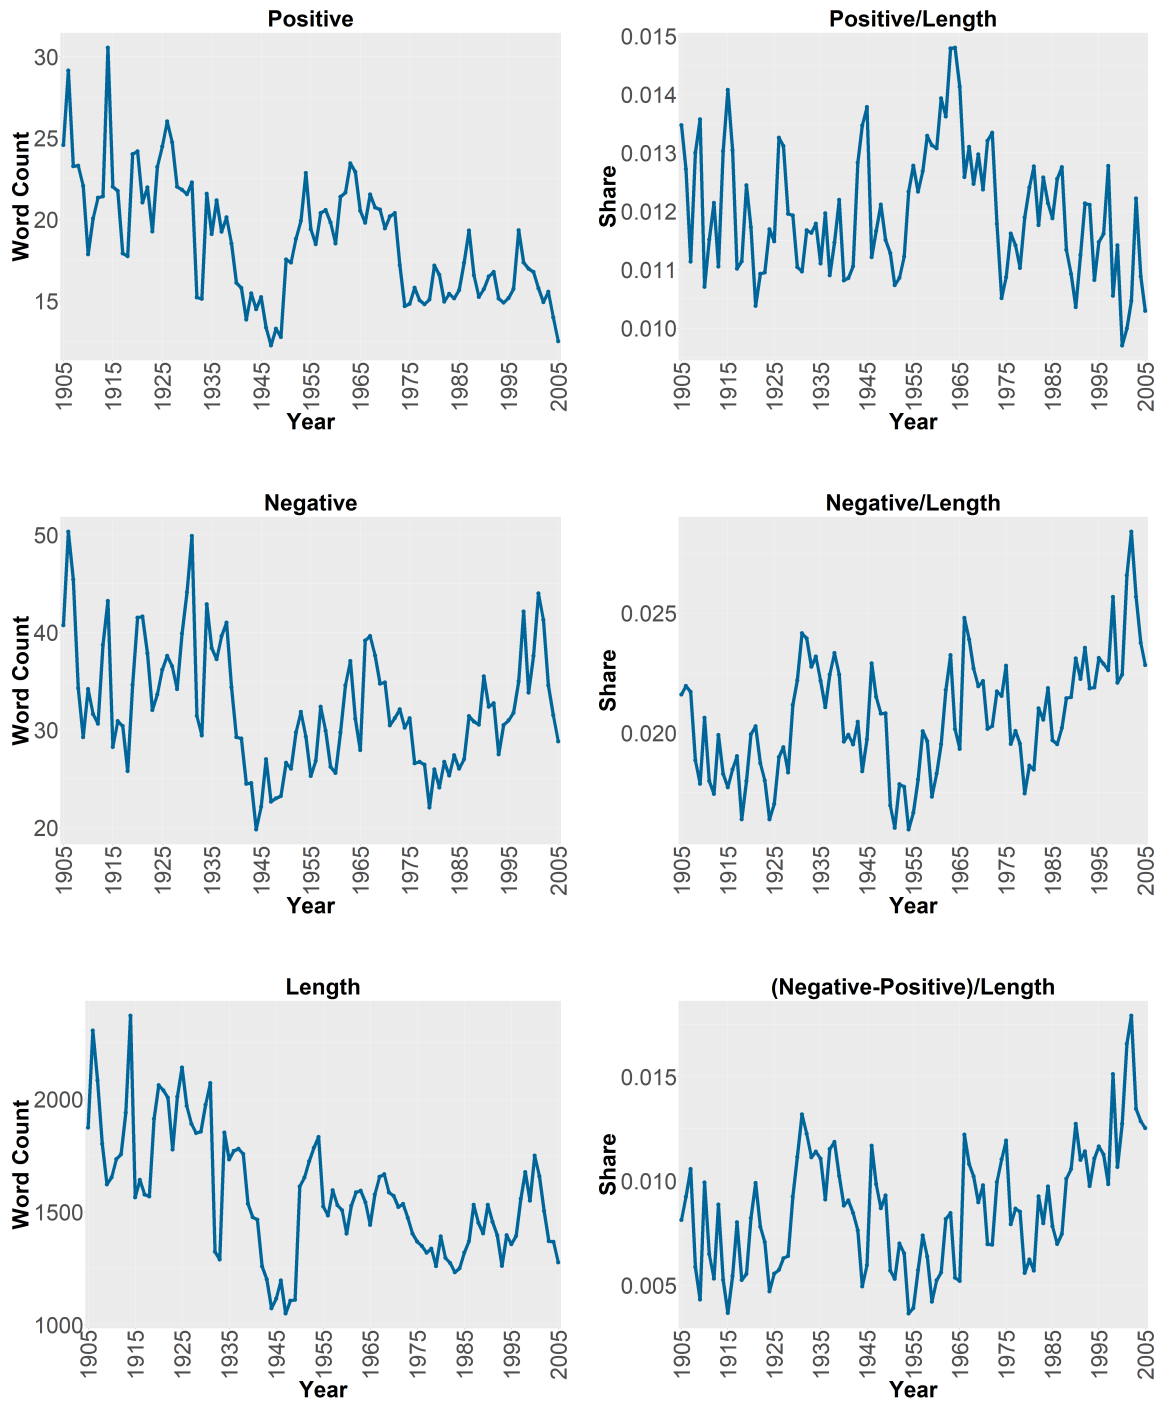 Positive
Word Count
30
25
20
15
1905 1915 1925 1935 1945 1955 1965 1975 1985 1995 2005
Year
Positive/Length
Share
0.015
0.014
0.013
0.012
0.011
0.010
1905 1915 1925 1935 1945 1955 1965 1975 1985 1995 2005
Year
Negative
Word Count
50
40
30
20
1905 1915 1925 1935 1945 1955 1965 1975 1985 1995 2005
Year
Negative/Length
Share
0.025
0.020
1905 1915 1925 1935 1945 1955 1965 1975 1985 1995 2005
Year
Length
Word Count
2000
1500
1000
1905 1915 1925 1935 1945 1955 1965 1975 1985 1995 2005
Year
(Negative-Positive)/Length
Share
0.015
0.010
0.005
1905 1915 1925 1935 1945 1955 1965 1975 1985 1995 2005
Year